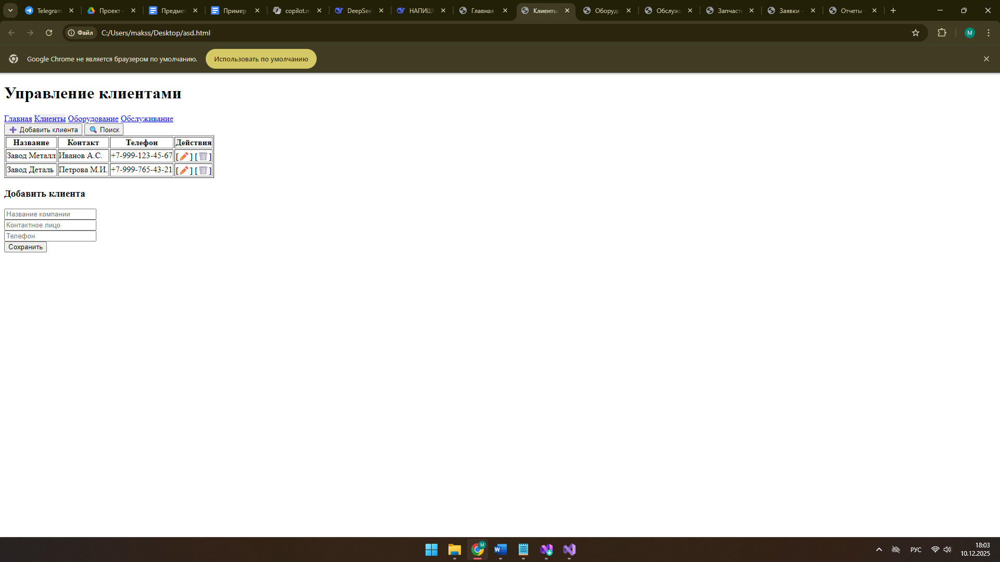 Telegram Проект - Предмет Пример copilot.m DeepSee НАПИШ Главная Клиенты Оборудо Обслужи Запчаст Заявки - Отчеты -
Файл C:/Users/makss/Desktop/asd.html M
Google Chrome не является браузером по умолчанию. Использовать по умолчанию
Управление клиентами
Главная Клиенты Оборудование Обслуживание
Добавить клиента Поиск
Название Контакт Телефон Действия
Завод Металл Иванов А.С. +7-999-123-45-67 [✏️] [🗑️]
Завод Деталь Петрова М.И. +7-999-765-43-21 [✏️] [🗑️]
Добавить клиента
Название компании
Контактное лицо
Телефон
Сохранить
РУС 18:03
10.12.2025